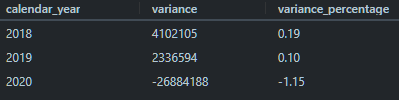 calendar_year variance variance_percentage
2018 4102105 0.19
2019 2336594 0.10
2020 -26884188 -1.15